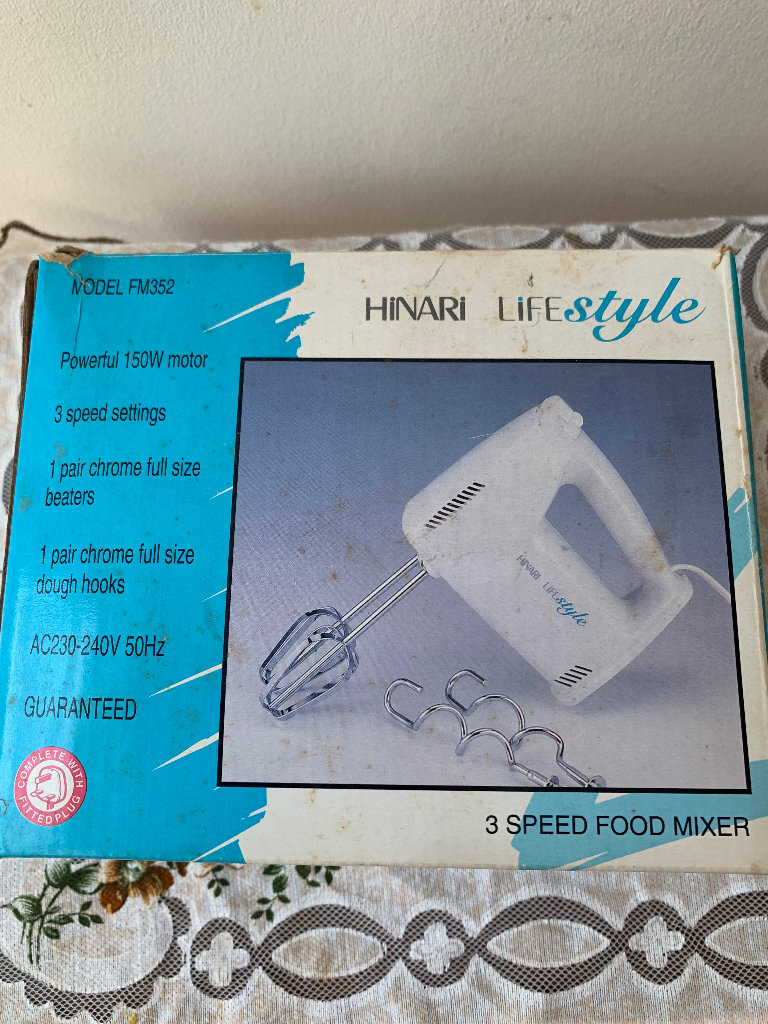 MODEL FM352
HiNARi LiFEstyle
Powerful 150W motor
3 speed settings
1 pair chrome full size
beaters
1 pair chrome full size
dough hooks
AC230-240V 50Hz
GUARANTEED
COMPLETE WITH
FITTED PLUG
HiNARi LiFEstyle
3 SPEED FOOD MIXER